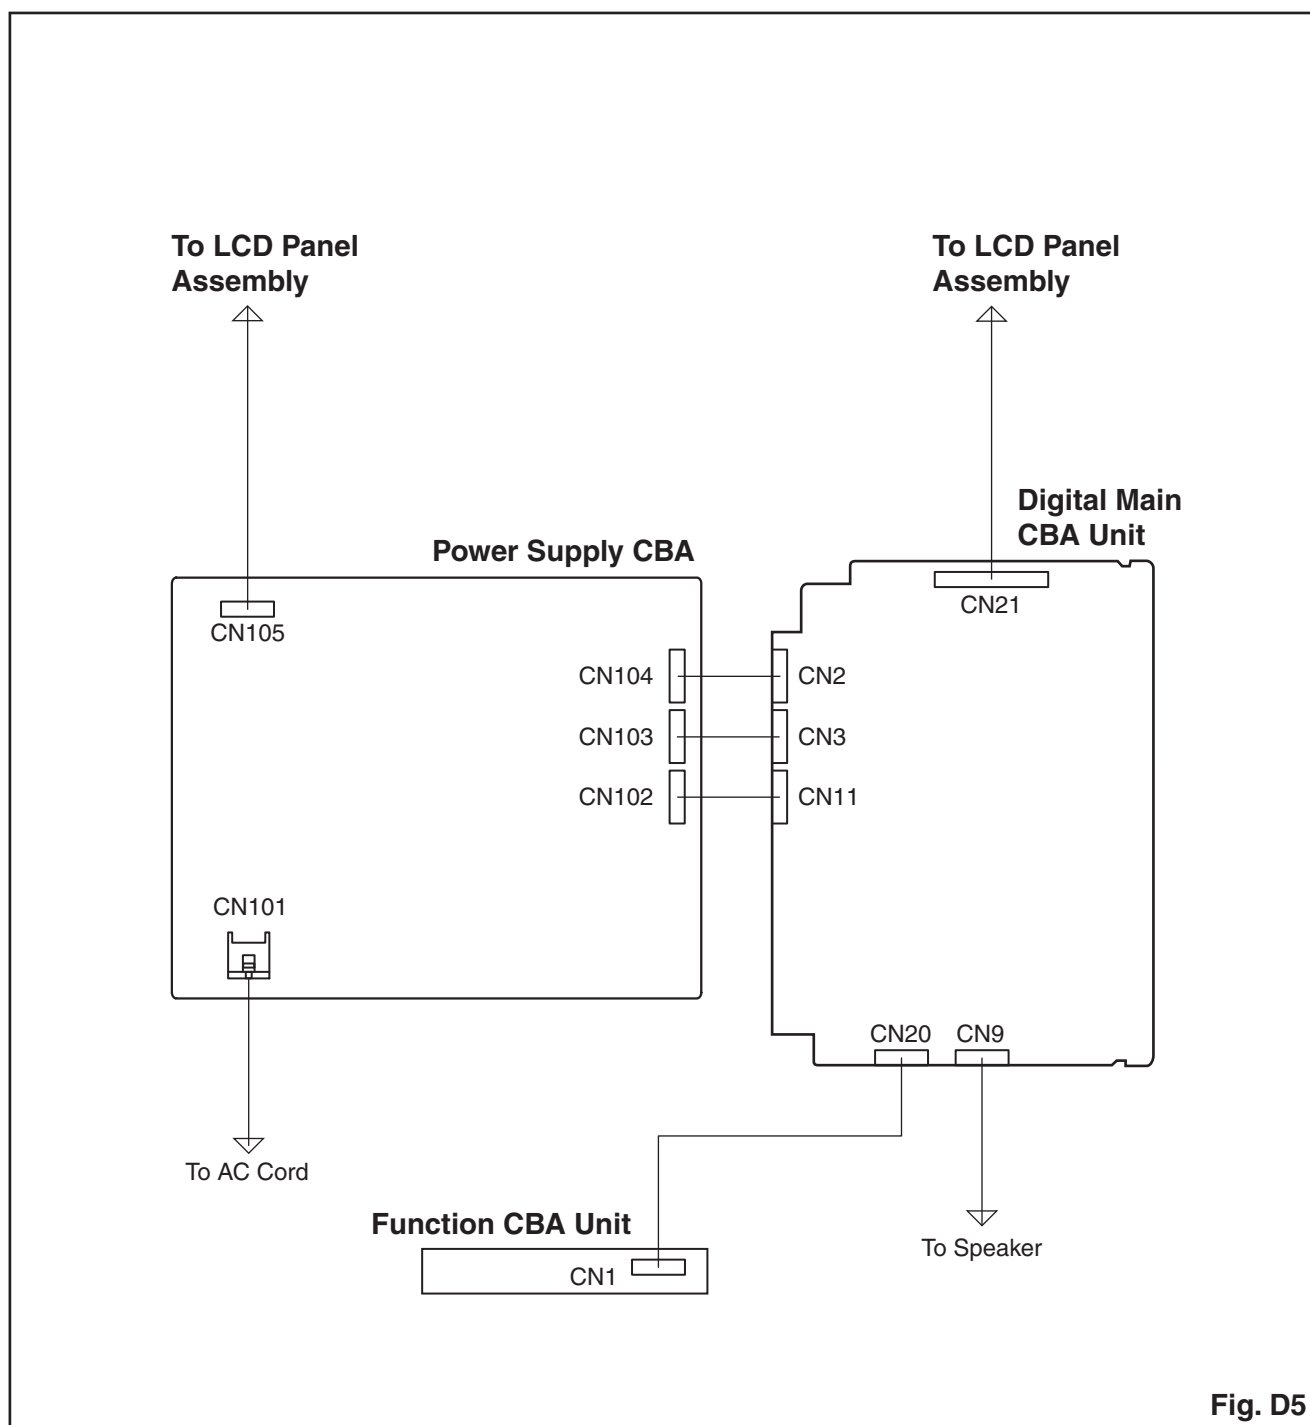 To LCD Panel
Assembly
To LCD Panel
Assembly
Digital Main
CBA Unit
Power Supply CBA
CN21
CN105
CN104
CN2
CN103
CN3
CN102
CN11
CN101
CN20
CN9
To AC Cord
Function CBA Unit
To Speaker
CN1
Fig. D5